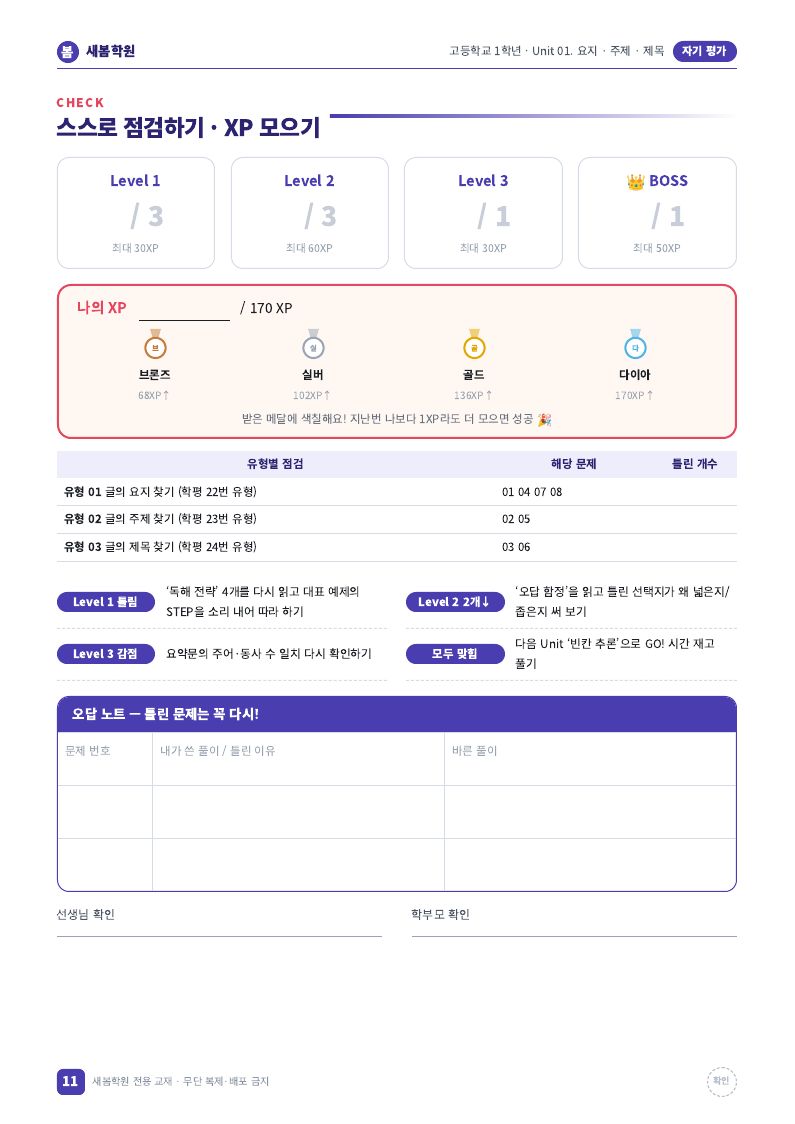 봄 새봄학원
고등학교 1학년 · Unit 01. 요지 · 주제 · 제목 자기 평가
CHECK
스스로 점검하기 · XP 모으기
Level 1
/ 3
최대 30XP
Level 2
/ 3
최대 60XP
Level 3
/ 1
최대 30XP
👑 BOSS
/ 1
최대 50XP
나의 XP / 170 XP
브
브론즈
68XP↑
실
실버
102XP↑
골
골드
136XP↑
다
다이아
170XP↑
받은 메달에 색칠해요! 지난번 나보다 1XP라도 더 모으면 성공 🎉
유형별 점검 해당 문제 틀린 개수
유형 01 글의 요지 찾기 (학평 22번 유형) 01 04 07 08
유형 02 글의 주제 찾기 (학평 23번 유형) 02 05
유형 03 글의 제목 찾기 (학평 24번 유형) 03 06
Level 1 틀림
‘독해 전략’ 4개를 다시 읽고 대표 예제의
STEP을 소리 내어 따라 하기
Level 2 2개↓
‘오답 함정’을 읽고 틀린 선택지가 왜 넓은지/
좁은지 써 보기
Level 3 감점
요약문의 주어·동사 수 일치 다시 확인하기
모두 맞힘
다음 Unit ‘빈칸 추론’으로 GO! 시간 재고
풀기
오답 노트 — 틀린 문제는 꼭 다시!
문제 번호 내가 쓴 풀이 / 틀린 이유 바른 풀이
선생님 확인 학부모 확인
11 새봄학원 전용 교재 · 무단 복제·배포 금지
확인